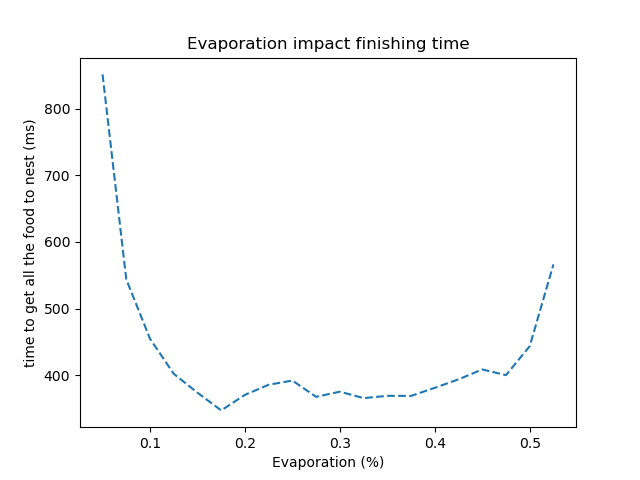 Evaporation impact finishing time
time to get all the food to nest (ms)
800
700
600
500
400
0.1 0.2 0.3 0.4 0.5
Evaporation (%)